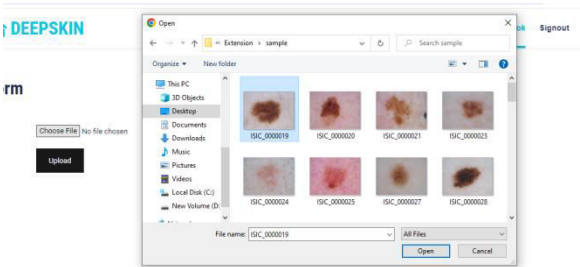 DEEPSKIN
ok
Signout
rm
Choose File No file chosen
Upload
Open
Extension › sample
Search sample
Organize
New folder
This PC
3D Objects
Desktop
Documents
Downloads
Music
Pictures
Videos
Local Disk (C:)
New Volume (D:
ISIC_0000019
ISIC_0000020
ISIC_0000021
ISIC_0000023
ISIC_0000024
ISIC_0000025
ISIC_0000027
ISIC_0000028
File name: ISIC_0000019
All Files
Open
Cancel